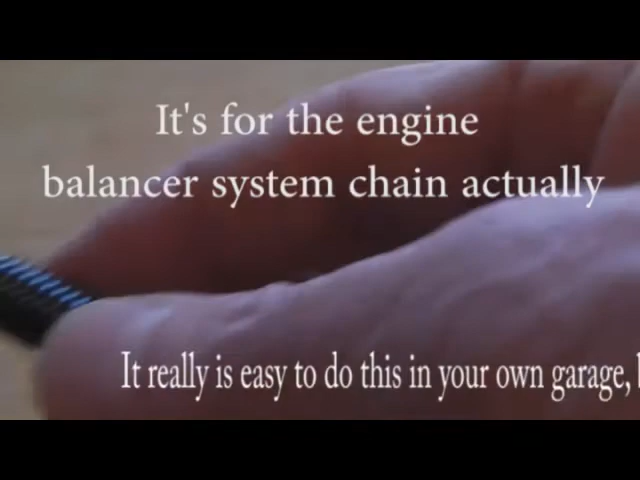 It's for the engine
balancer system chain actually
It really is easy to do this in your own garage,